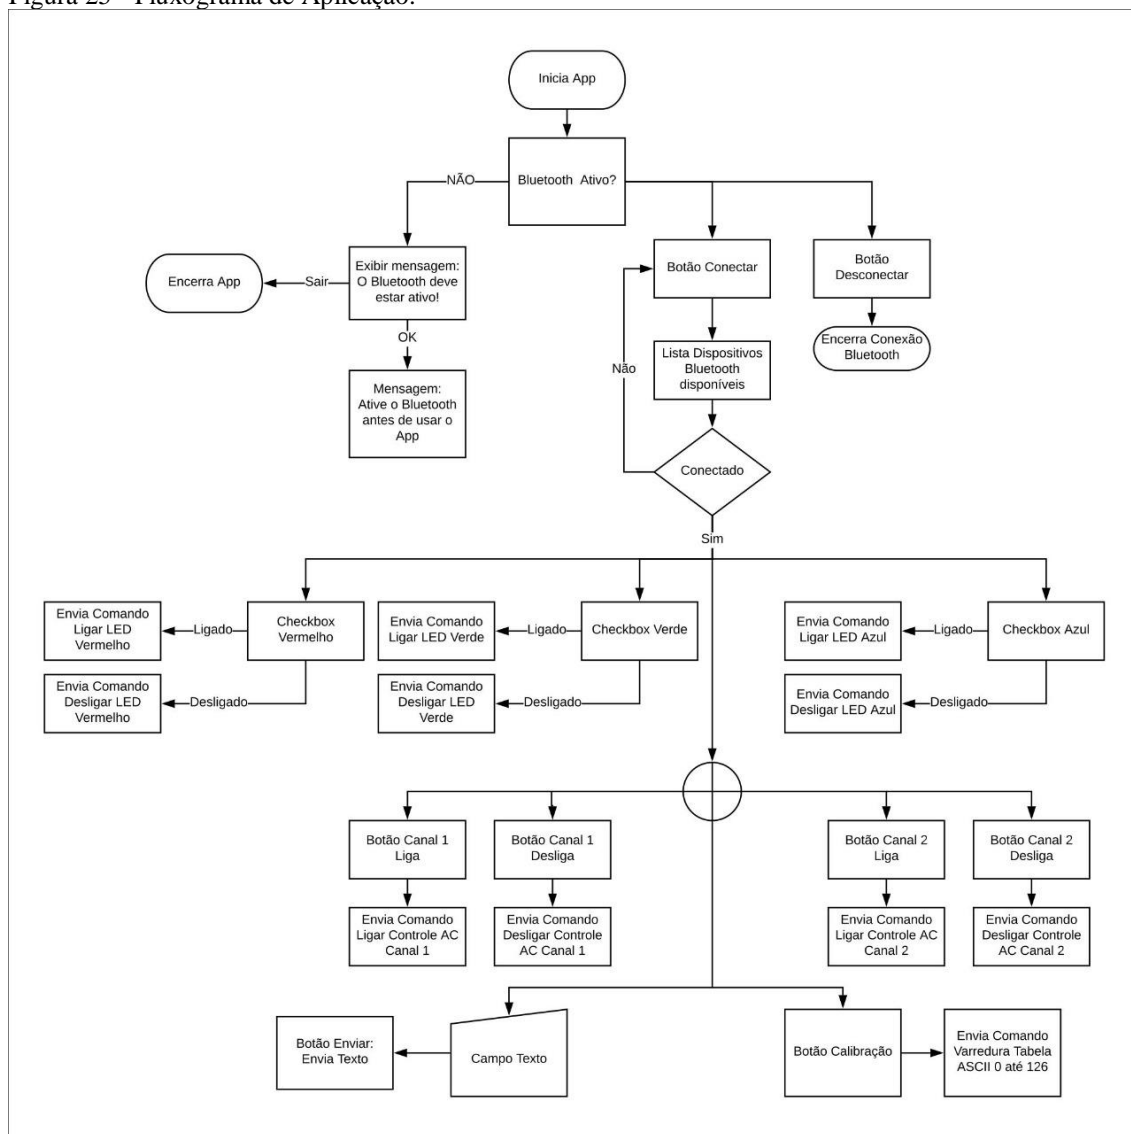 Figura 25 - Fluxograma de Aplicação.
Inicia App
NÃO
Bluetooth Ativo?
Exibir mensagem:
O Bluetooth deve
estar ativo!
Sair
Encerra App
OK
Mensagem:
Ative o Bluetooth
antes de usar o
App
Botão Conectar
Botão
Desconectar
Encerra Conexão
Bluetooth
Lista Dispositivos
Bluetooth
disponíveis
Não
Conectado
Sim
Envia Comando
Ligar LED
Vermelho
Ligado
Checkbox
Vermelho
Envia Comando
Desligar LED
Vermelho
Desligado
Envia Comando
Ligar LED Verde
Ligado
Checkbox Verde
Envia Comando
Desligar LED
Verde
Desligado
Envia Comando
Ligar LED Azul
Ligado
Checkbox Azul
Envia Comando
Desligar LED Azul
Desligado
Botão Canal 1
Liga
Botão Canal 1
Desliga
Botão Canal 2
Liga
Botão Canal 2
Desliga
Envia Comando
Ligar Controle AC
Canal 1
Envia Comando
Desligar Controle
AC Canal 1
Envia Comando
Ligar Controle AC
Canal 2
Envia Comando
Desligar Controle
AC Canal 2
Botão Enviar:
Envia Texto
Campo Texto
Botão Calibração
Envia Comando
Varredura Tabela
ASCII 0 até 126